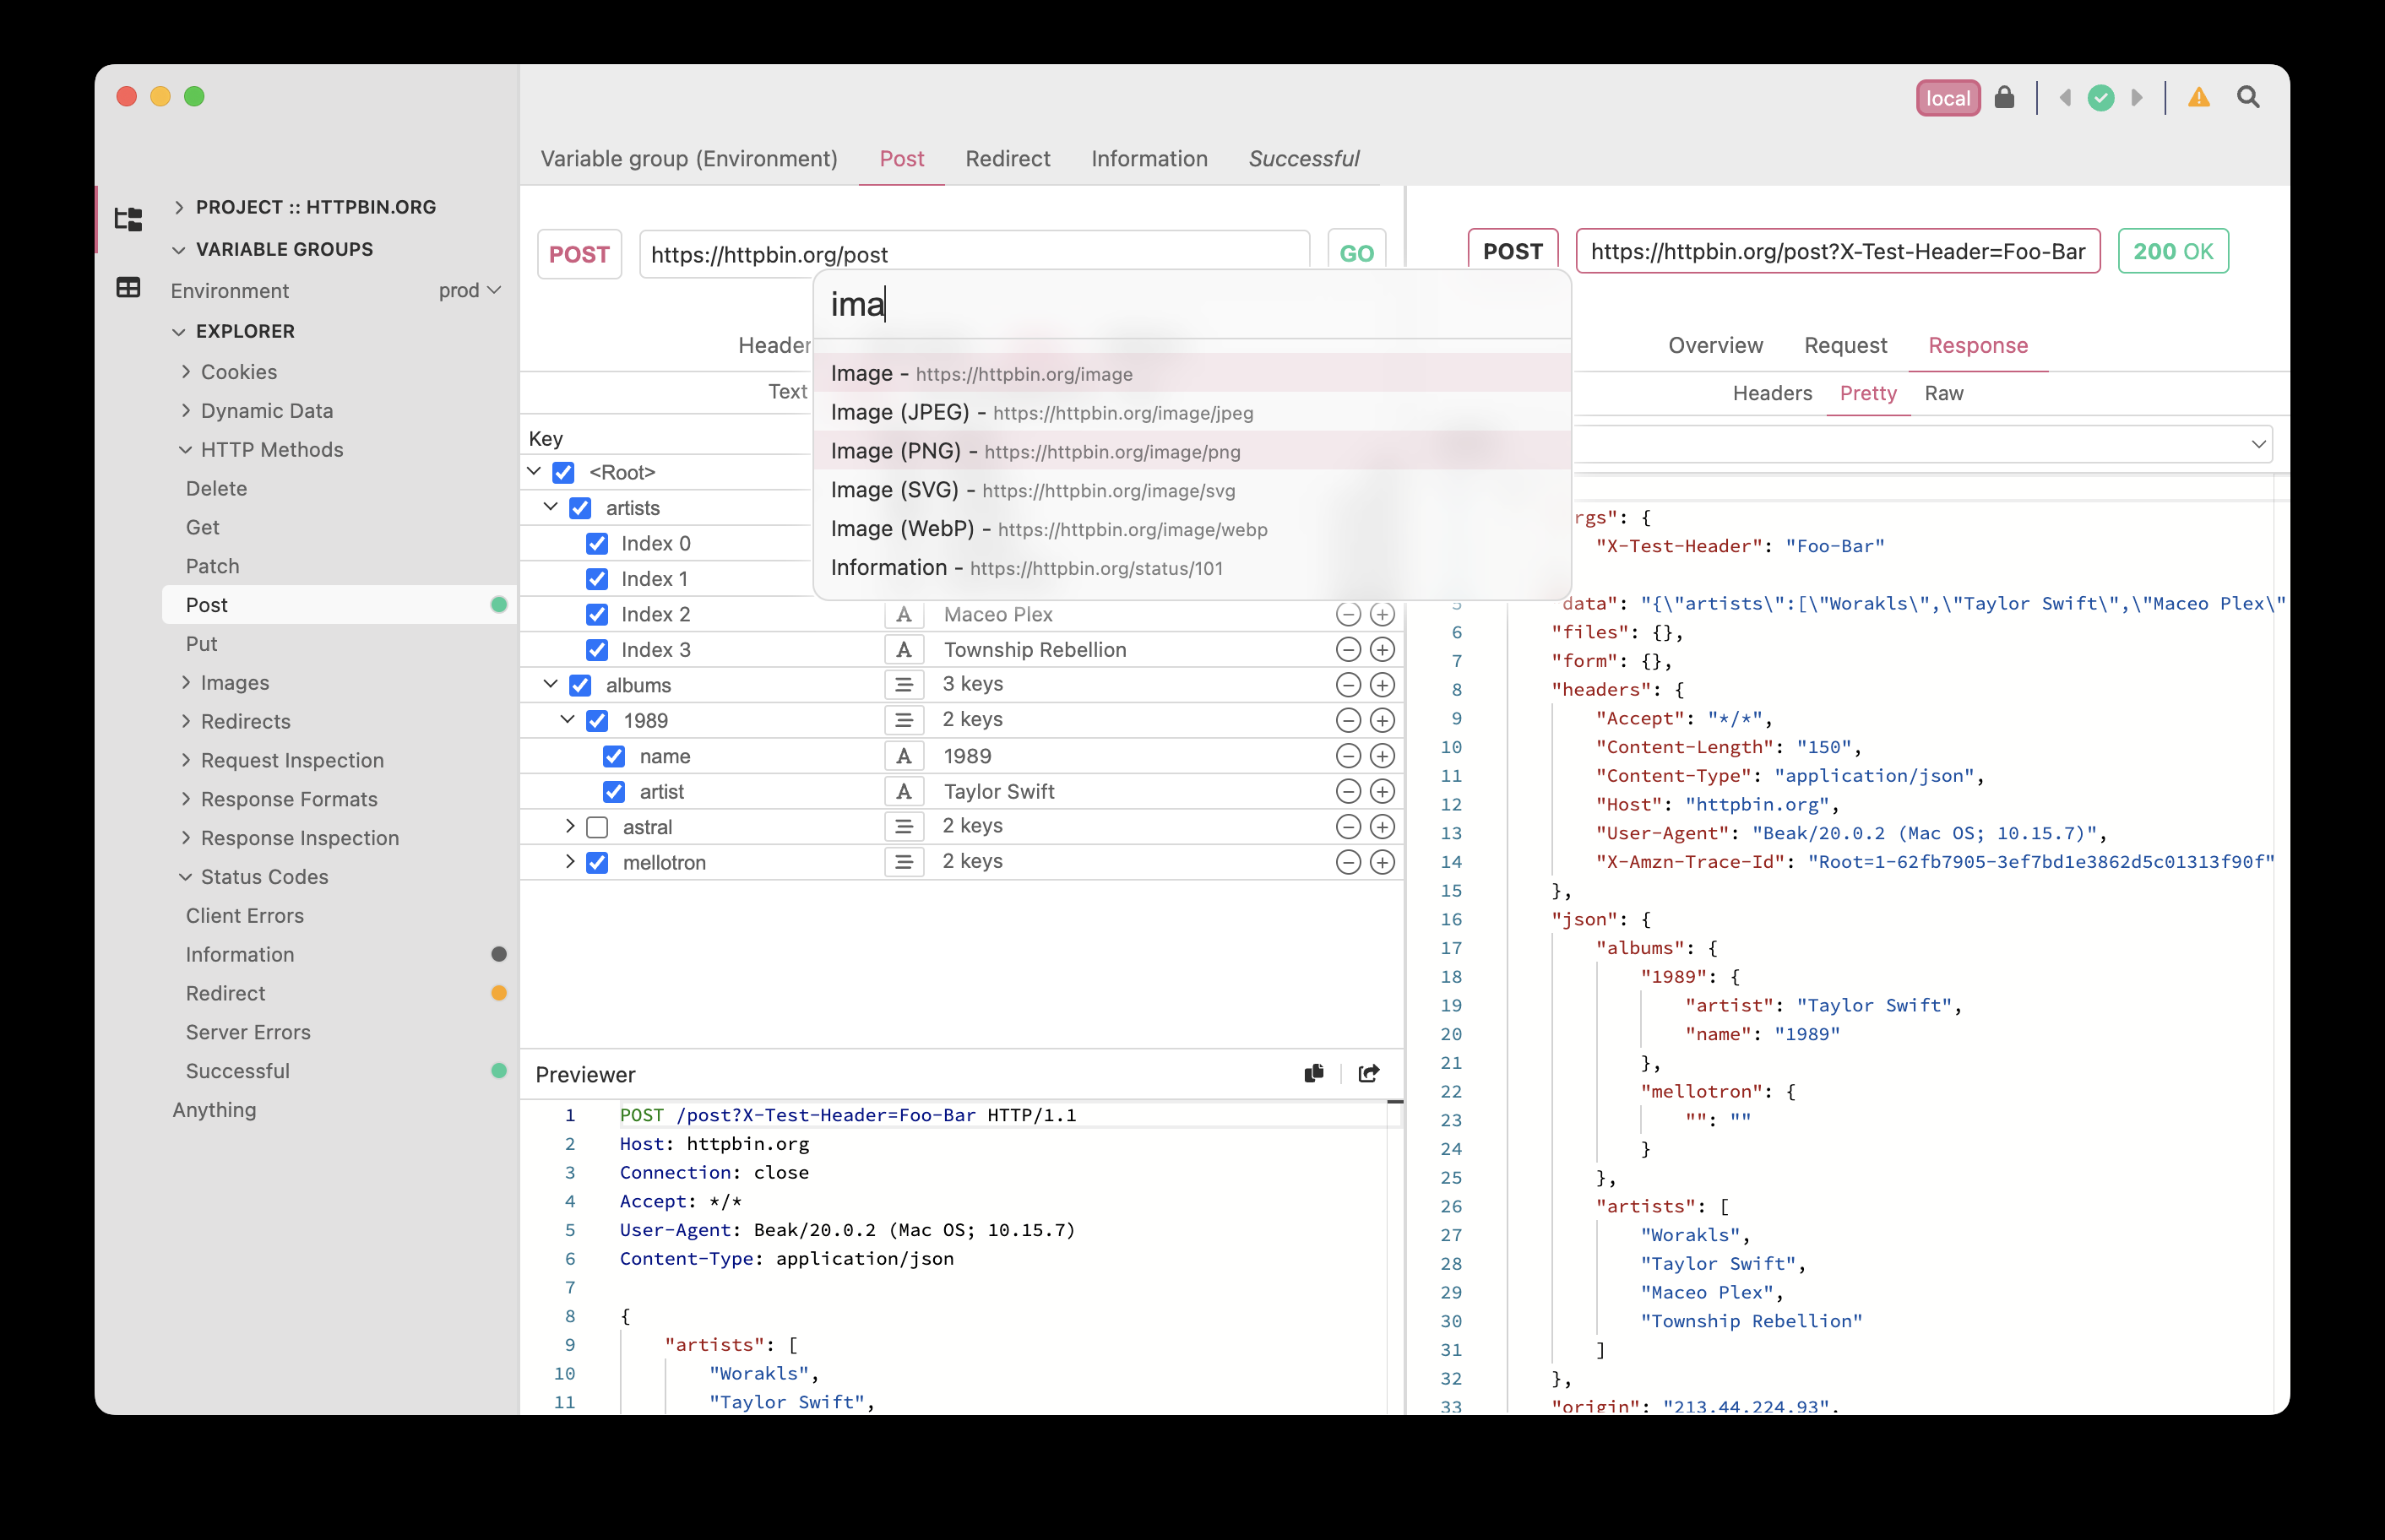 local
Variable group (Environment) Post Redirect Information Successful
PROJECT :: HTTPBIN.ORG
VARIABLE GROUPS
Environment prod
EXPLORER
Cookies
Dynamic Data
HTTP Methods
Delete
Get
Patch
Post
Put
Images
Redirects
Request Inspection
Response Formats
Response Inspection
Status Codes
Client Errors
Information
Redirect
Server Errors
Successful
Anything
POST https://httpbin.org/post GO
Header
Text
Key
<Root>
artists
Index 0
Index 1
Index 2 A Maceo Plex
Index 3 A Township Rebellion
albums 3 keys
1989 2 keys
name A 1989
artist A Taylor Swift
astral 2 keys
mellotron 2 keys
ima
Image - https://httpbin.org/image
Image (JPEG) - https://httpbin.org/image/jpeg
Image (PNG) - https://httpbin.org/image/png
Image (SVG) - https://httpbin.org/image/svg
Image (WebP) - https://httpbin.org/image/webp
Information - https://httpbin.org/status/101
Previewer
1 POST /post?X-Test-Header=Foo-Bar HTTP/1.1
2 Host: httpbin.org
3 Connection: close
4 Accept: */*
5 User-Agent: Beak/20.0.2 (Mac OS; 10.15.7)
6 Content-Type: application/json
7
8 {
9 "artists": [
10 "Worakls",
11 "Taylor Swift",
POST https://httpbin.org/post?X-Test-Header=Foo-Bar 200 OK
Overview Request Response
Headers Pretty Raw
rgs": {
"X-Test-Header": "Foo-Bar"
5 data": "{\"artists\":[\"Worakls\",\"Taylor Swift\",\"Maceo Plex\"
6 "files": {},
7 "form": {},
8 "headers": {
9 "Accept": "*/*",
10 "Content-Length": "150",
11 "Content-Type": "application/json",
12 "Host": "httpbin.org",
13 "User-Agent": "Beak/20.0.2 (Mac OS; 10.15.7)",
14 "X-Amzn-Trace-Id": "Root=1-62fb7905-3ef7bd1e3862d5c01313f90f"
15 },
16 "json": {
17 "albums": {
18 "1989": {
19 "artist": "Taylor Swift",
20 "name": "1989"
21 },
22 "mellotron": {
23 "": ""
24 }
25 },
26 "artists": [
27 "Worakls",
28 "Taylor Swift",
29 "Maceo Plex",
30 "Township Rebellion"
31 ]
32 },
33 "origin": "213.44.224.93",